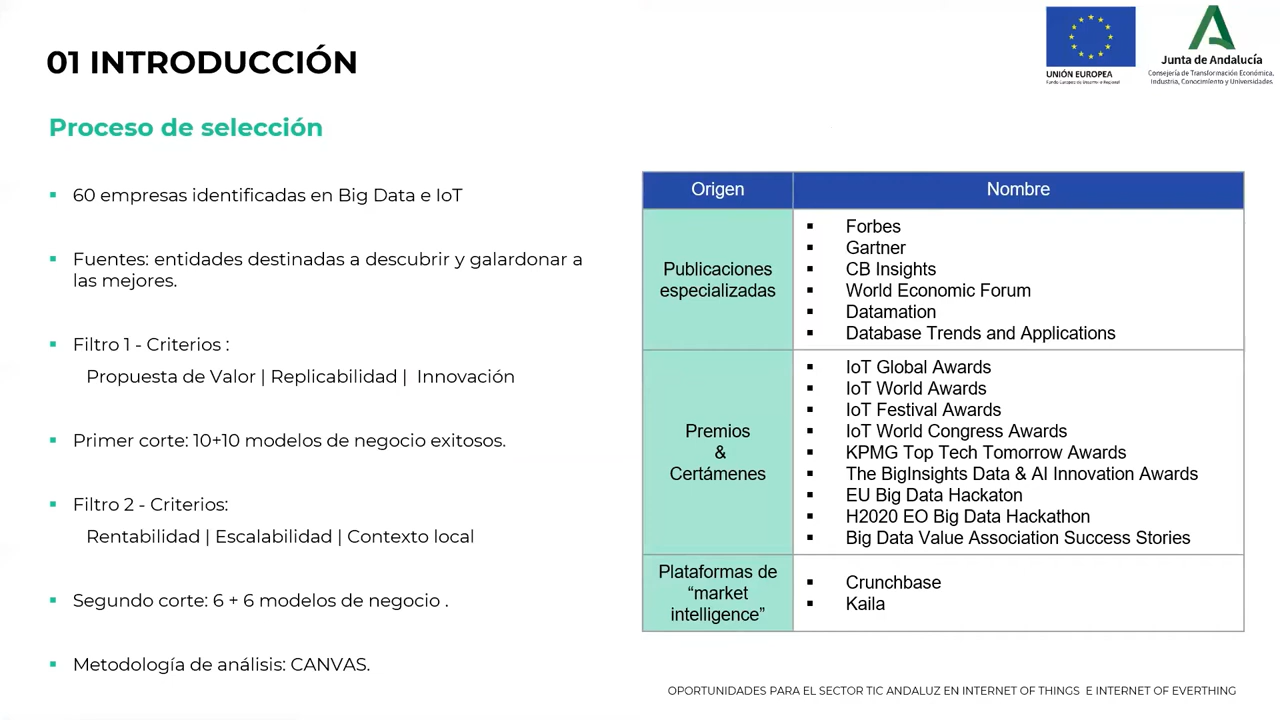 01 INTRODUCCIÓN
UNIÓN EUROPEA
Fondo Europeo de Desarrollo Regional
Junta de Andalucía
Consejería de Transformación Económica,
Industria, Conocimiento y Universidades
Proceso de selección
▪ 60 empresas identificadas en Big Data e IoT
▪ Fuentes: entidades destinadas a descubrir y galardonar a
las mejores.
▪ Filtro 1 - Criterios :
Propuesta de Valor | Replicabilidad | Innovación
▪ Primer corte: 10+10 modelos de negocio exitosos.
▪ Filtro 2 - Criterios:
Rentabilidad | Escalabilidad | Contexto local
▪ Segundo corte: 6 + 6 modelos de negocio .
▪ Metodología de análisis: CANVAS.
Origen
Nombre
Publicaciones
especializadas
▪ Forbes
▪ Gartner
▪ CB Insights
▪ World Economic Forum
▪ Datamation
▪ Database Trends and Applications
Premios
&
Certámenes
▪ IoT Global Awards
▪ IoT World Awards
▪ IoT Festival Awards
▪ IoT World Congress Awards
▪ KPMG Top Tech Tomorrow Awards
▪ The BigInsights Data & AI Innovation Awards
▪ EU Big Data Hackaton
▪ H2020 EO Big Data Hackathon
▪ Big Data Value Association Success Stories
Plataformas de
“market
intelligence”
▪ Crunchbase
▪ Kaila
OPORTUNIDADES PARA EL SECTOR TIC ANDALUZ EN INTERNET OF THINGS E INTERNET OF EVERTHING